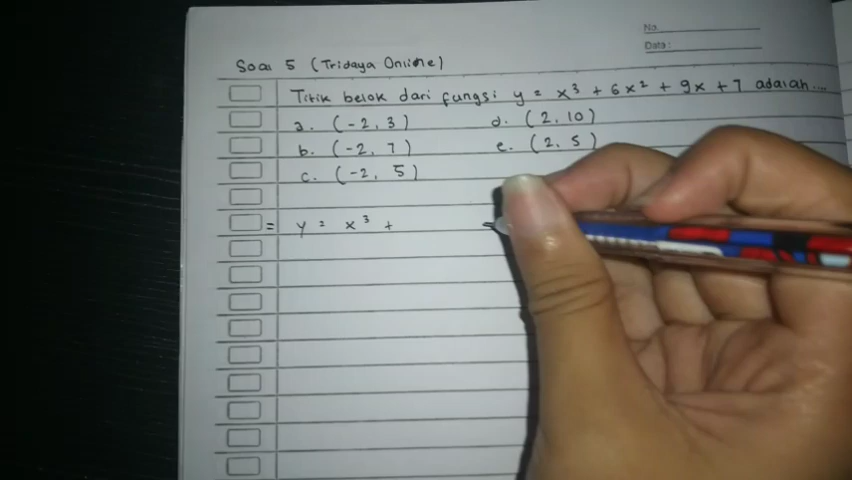 No.
Date:
Soal 5 (Tridaya Online)
Titik belok dari fungsi y = x³ + 6x² + 9x + 7 adalah....
a. (-2, 3) d. (2, 10)
b. (-2, 7) e. (2, 5)
c. (-2, 5)
= y = x³ +